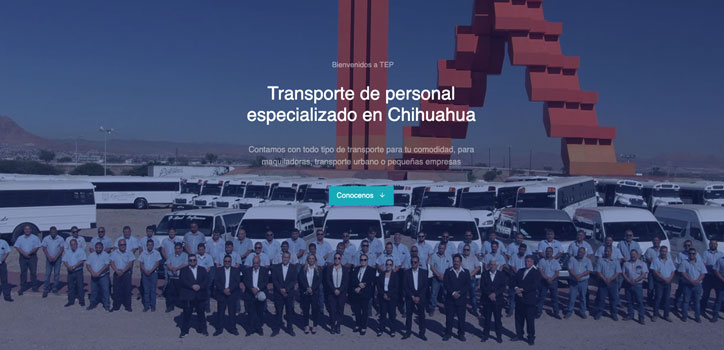 Bienvenidos a TEP
Transporte de personal
especializado en Chihuahua
Contamos con todo tipo de transporte para tu comodidad, para
maquiladoras, transporte urbano o pequeñas empresas
Conocenos ↓